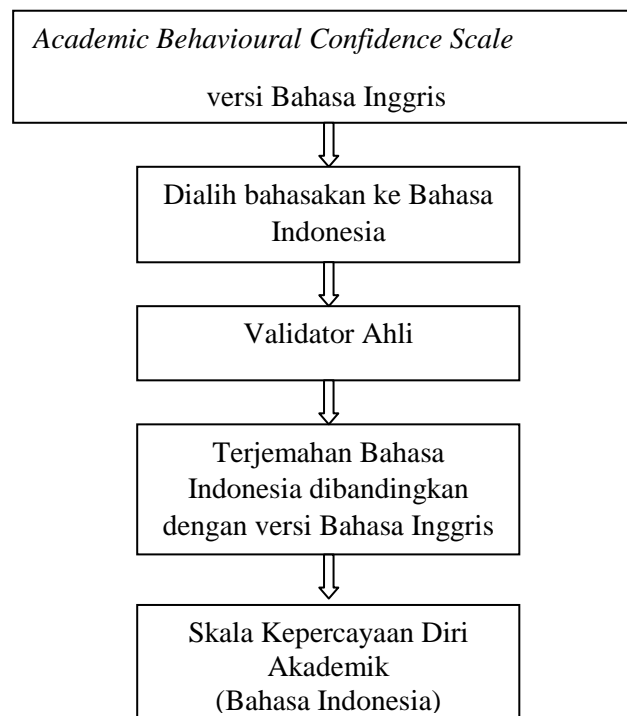 Academic Behavioural Confidence Scale
versi Bahasa Inggris
Dialih bahasakan ke Bahasa
Indonesia
Validator Ahli
Terjemahan Bahasa
Indonesia dibandingkan
dengan versi Bahasa Inggris
Skala Kepercayaan Diri
Akademik
(Bahasa Indonesia)